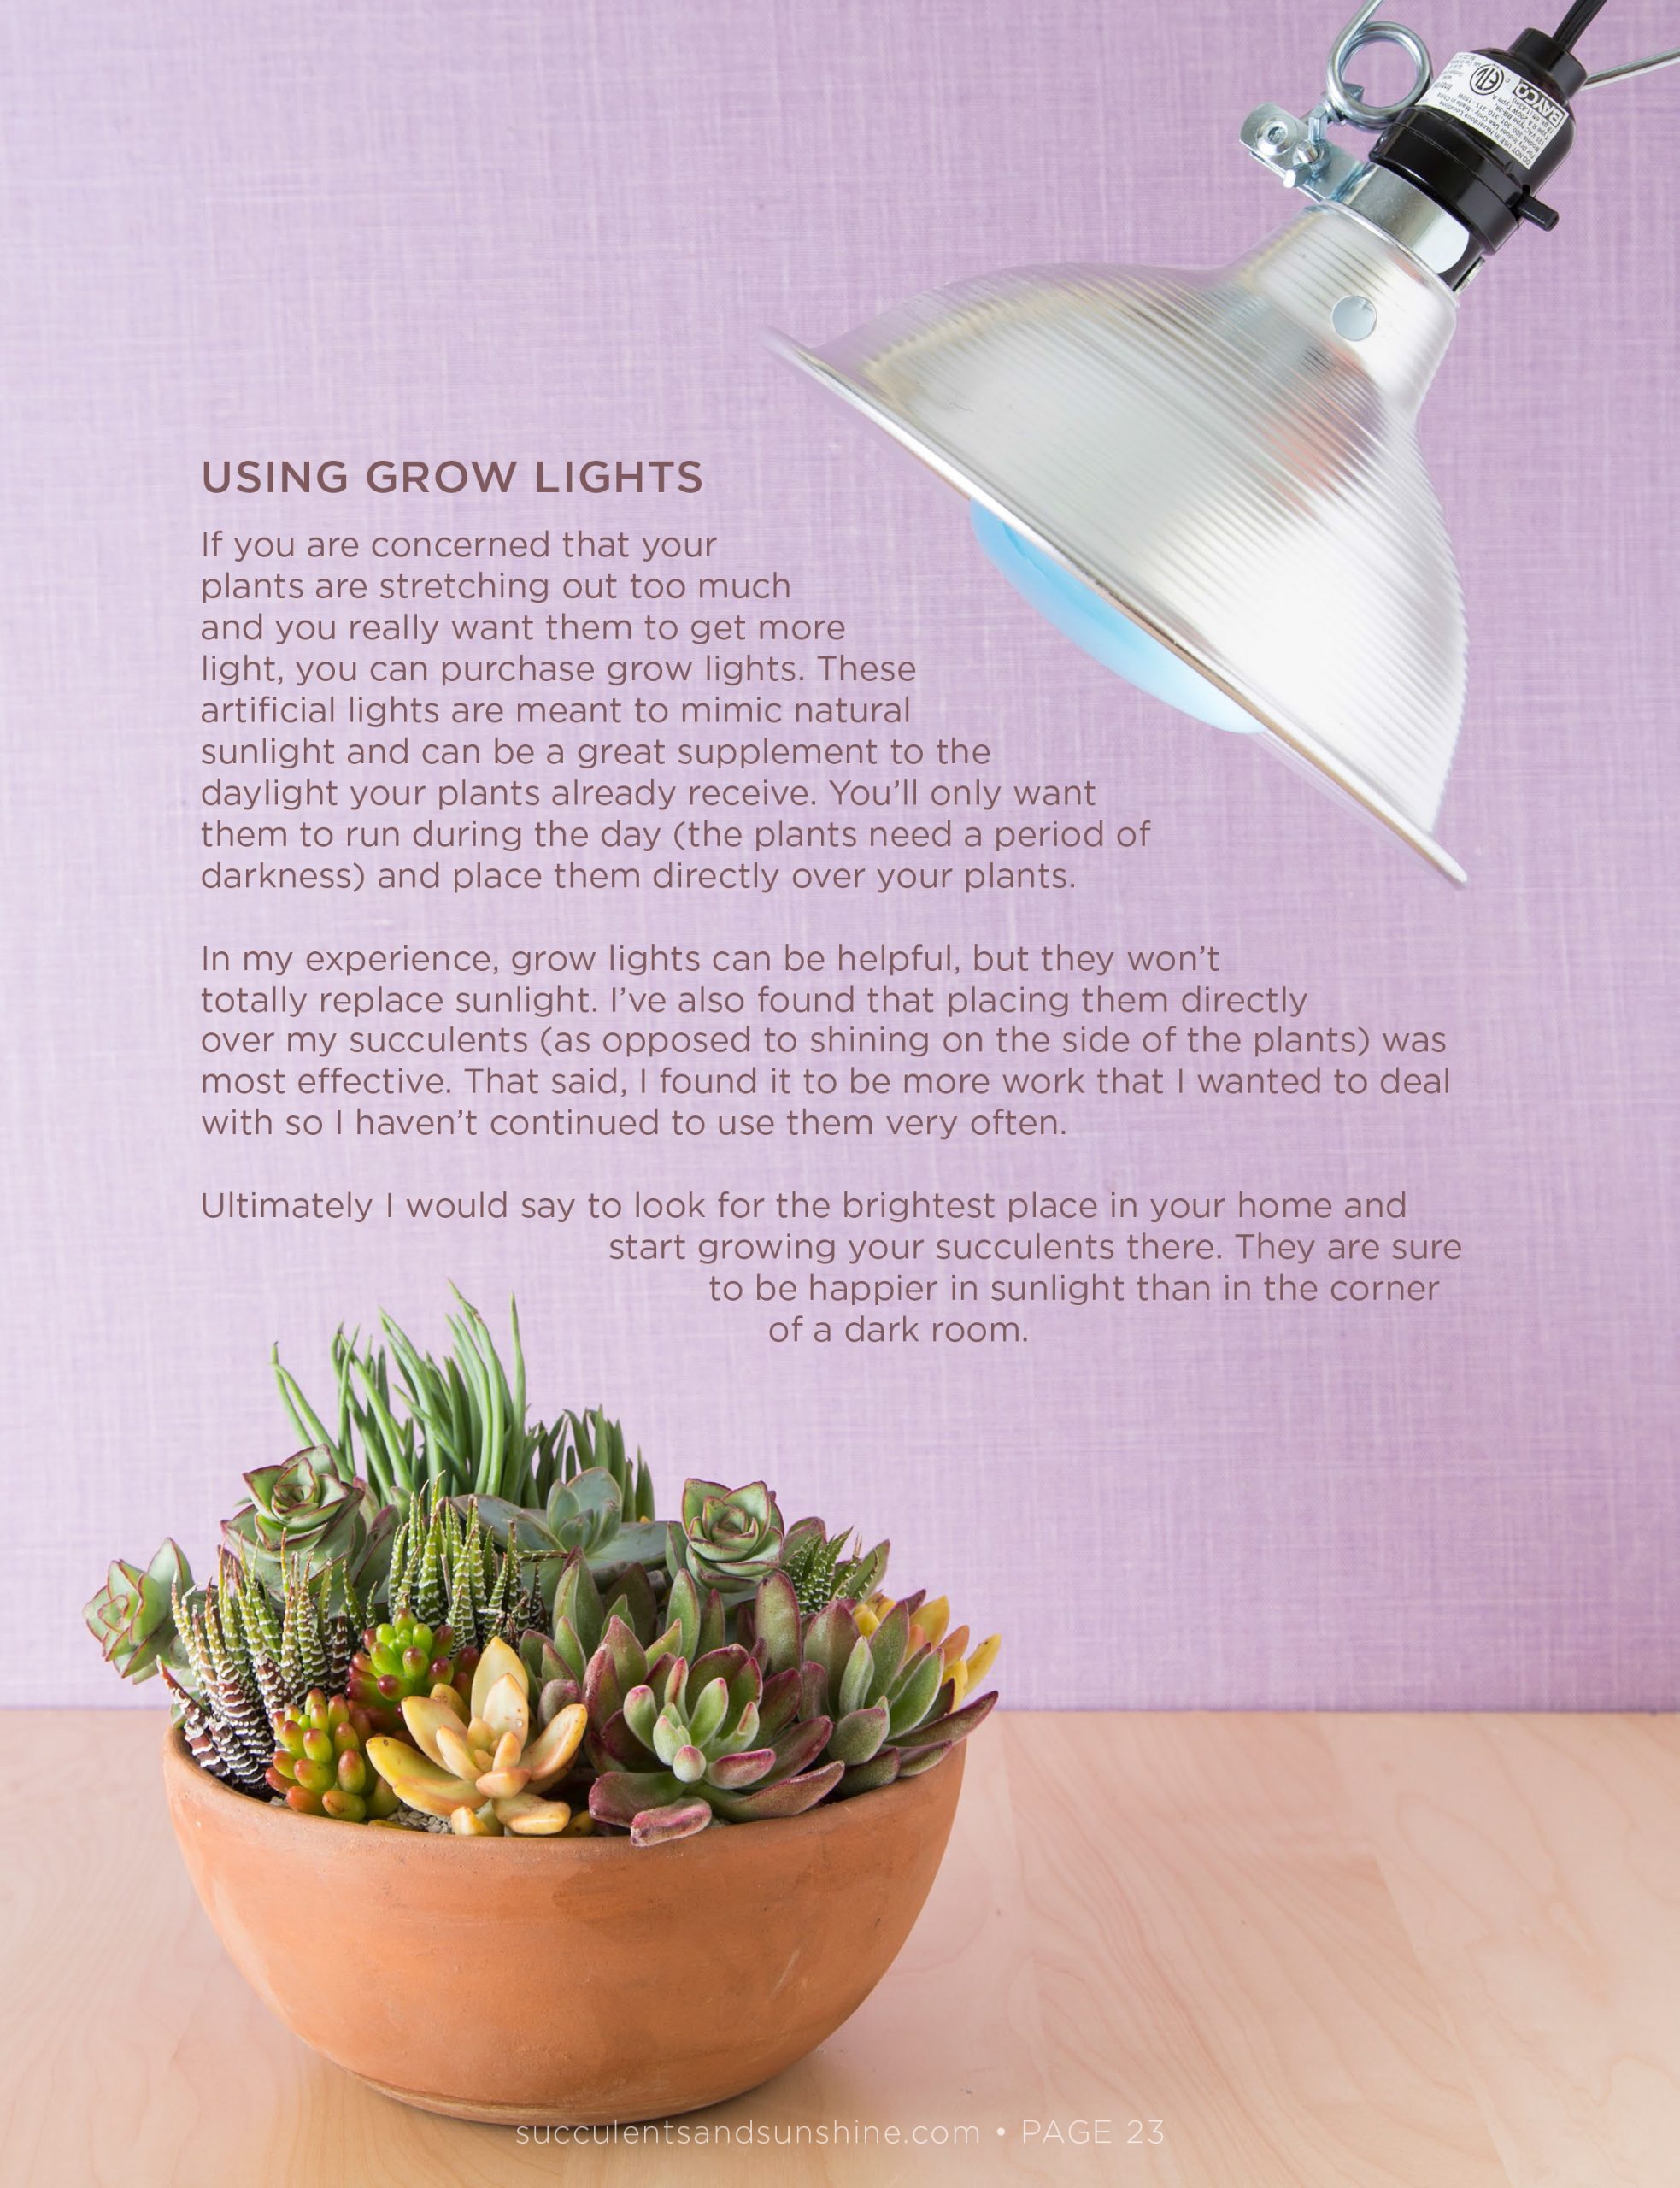 BAYCO
USING GROW LIGHTS
If you are concerned that your
plants are stretching out too much
and you really want them to get more
light, you can purchase grow lights. These
artificial lights are meant to mimic natural
sunlight and can be a great supplement to the
daylight your plants already receive. You’ll only want
them to run during the day (the plants need a period of
darkness) and place them directly over your plants.
In my experience, grow lights can be helpful, but they won’t
totally replace sunlight. I’ve also found that placing them directly
over my succulents (as opposed to shining on the side of the plants) was
most effective. That said, I found it to be more work that I wanted to deal
with so I haven’t continued to use them very often.
Ultimately I would say to look for the brightest place in your home and
start growing your succulents there. They are sure
to be happier in sunlight than in the corner
of a dark room.
succulentsandsunshine.com • PAGE 23